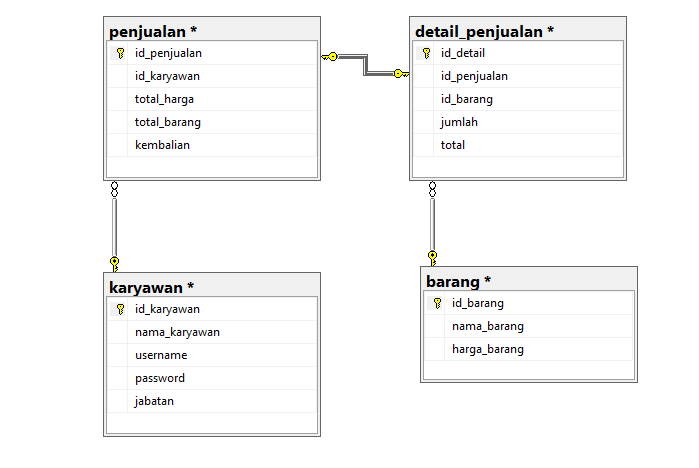 penjualan *
id_penjualan
id_karyawan
total_harga
total_barang
kembalian
detail_penjualan *
id_detail
id_penjualan
id_barang
jumlah
total
karyawan *
id_karyawan
nama_karyawan
username
password
jabatan
barang *
id_barang
nama_barang
harga_barang